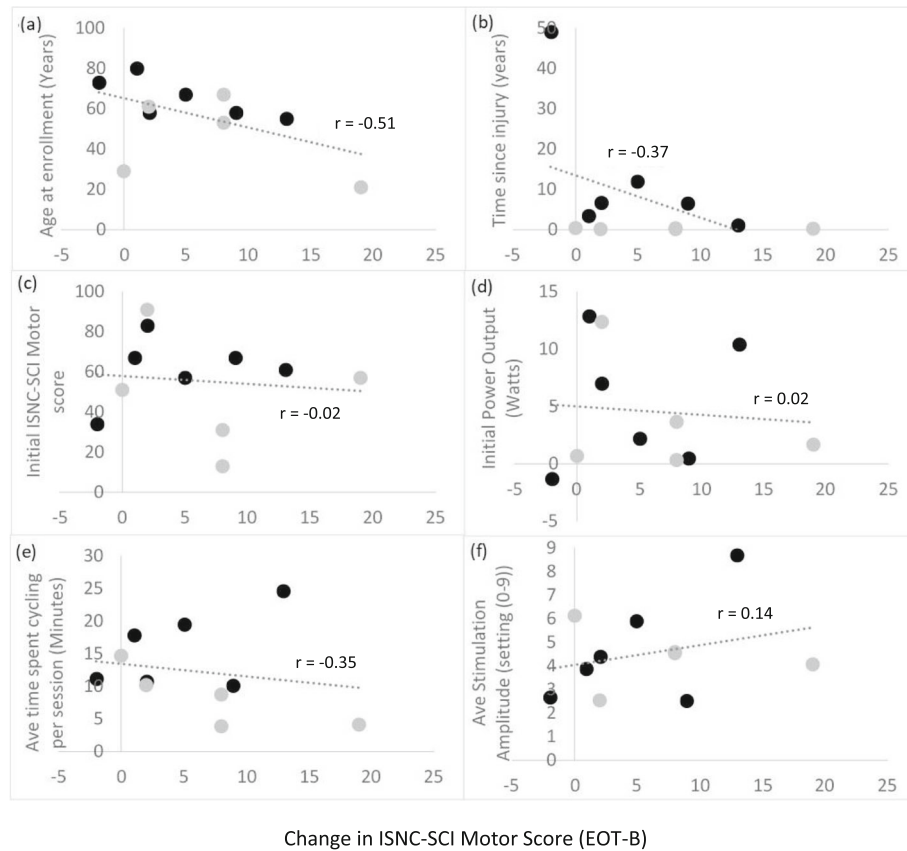 (a)
Age at enrollment (Years)
100
80
60
40
20
0
-5 0 5 10 15 20 25
r = -0.51
(b)
Time since injury (years)
50
40
30
20
10
0
-5 0 5 10 15 20 25
r = -0.37
(c)
Initial ISNC-SCI Motor
score
100
80
60
40
20
0
-5 0 5 10 15 20 25
r = -0.02
(d)
Initial Power Output
(Watts)
15
10
5
0
-5
-5 0 5 10 15 20 25
r = 0.02
(e)
Ave time spent cycling
per session (Minutes)
30
25
20
15
10
5
0
-5 0 5 10 15 20 25
r = -0.35
(f)
Ave Stimulation
Amplitude (setting (0-9))
9
8
7
6
5
4
3
2
1
0
-5 0 5 10 15 20 25
r = 0.14
Change in ISNC-SCI Motor Score (EOT-B)